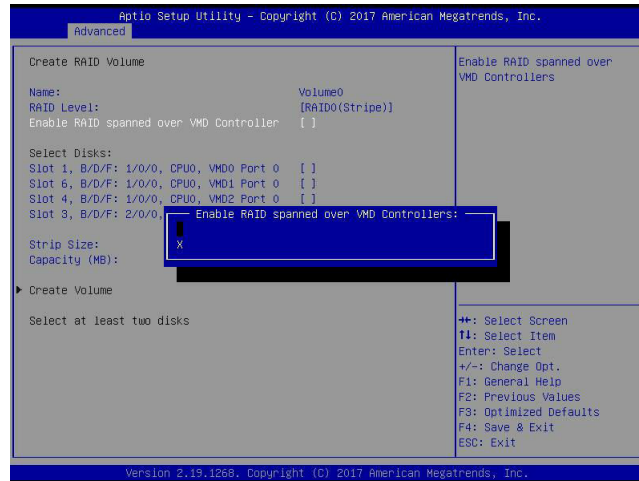 Aptio Setup Utility – Copyright (C) 2017 American Megatrends, Inc.
Advanced
Create RAID Volume
Enable RAID spanned over
VMD Controllers
Name: Volume0
RAID Level: [RAID0(Stripe)]
Enable RAID spanned over VMD Controller [ ]
Select Disks:
Slot 1, B/D/F: 1/0/0, CPU0, VMD0 Port 0 [ ]
Slot 6, B/D/F: 1/0/0, CPU0, VMD1 Port 0 [ ]
Slot 4, B/D/F: 1/0/0, CPU0, VMD2 Port 0 [ ]
Slot 3, B/D/F: 2/0/0,
Enable RAID spanned over VMD Controllers:
X
Strip Size:
Capacity (MB):
Create Volume
Select at least two disks
→←: Select Screen
↑↓: Select Item
Enter: Select
+/-: Change Opt.
F1: General Help
F2: Previous Values
F3: Optimized Defaults
F4: Save & Exit
ESC: Exit
Version 2.19.1268. Copyright (C) 2017 American Megatrends, Inc.